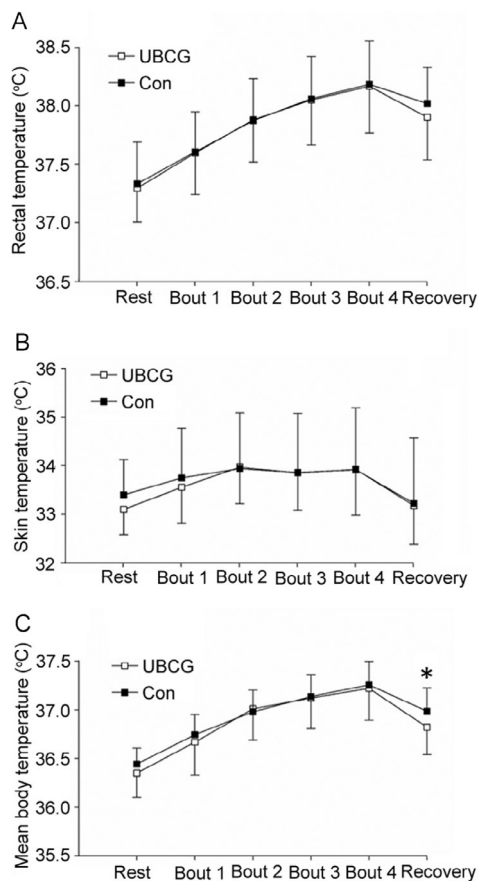 A
Rectal temperature (°C)
38.5
38.0
37.5
37.0
36.5
UBCG
Con
Rest Bout 1 Bout 2 Bout 3 Bout 4 Recovery
B
Skin temperature (°C)
36
35
34
33
32
UBCG
Con
Rest Bout 1 Bout 2 Bout 3 Bout 4 Recovery
C
Mean body temperature (°C)
37.5
37.0
36.5
36.0
35.5
UBCG
Con
*
Rest Bout 1 Bout 2 Bout 3 Bout 4 Recovery